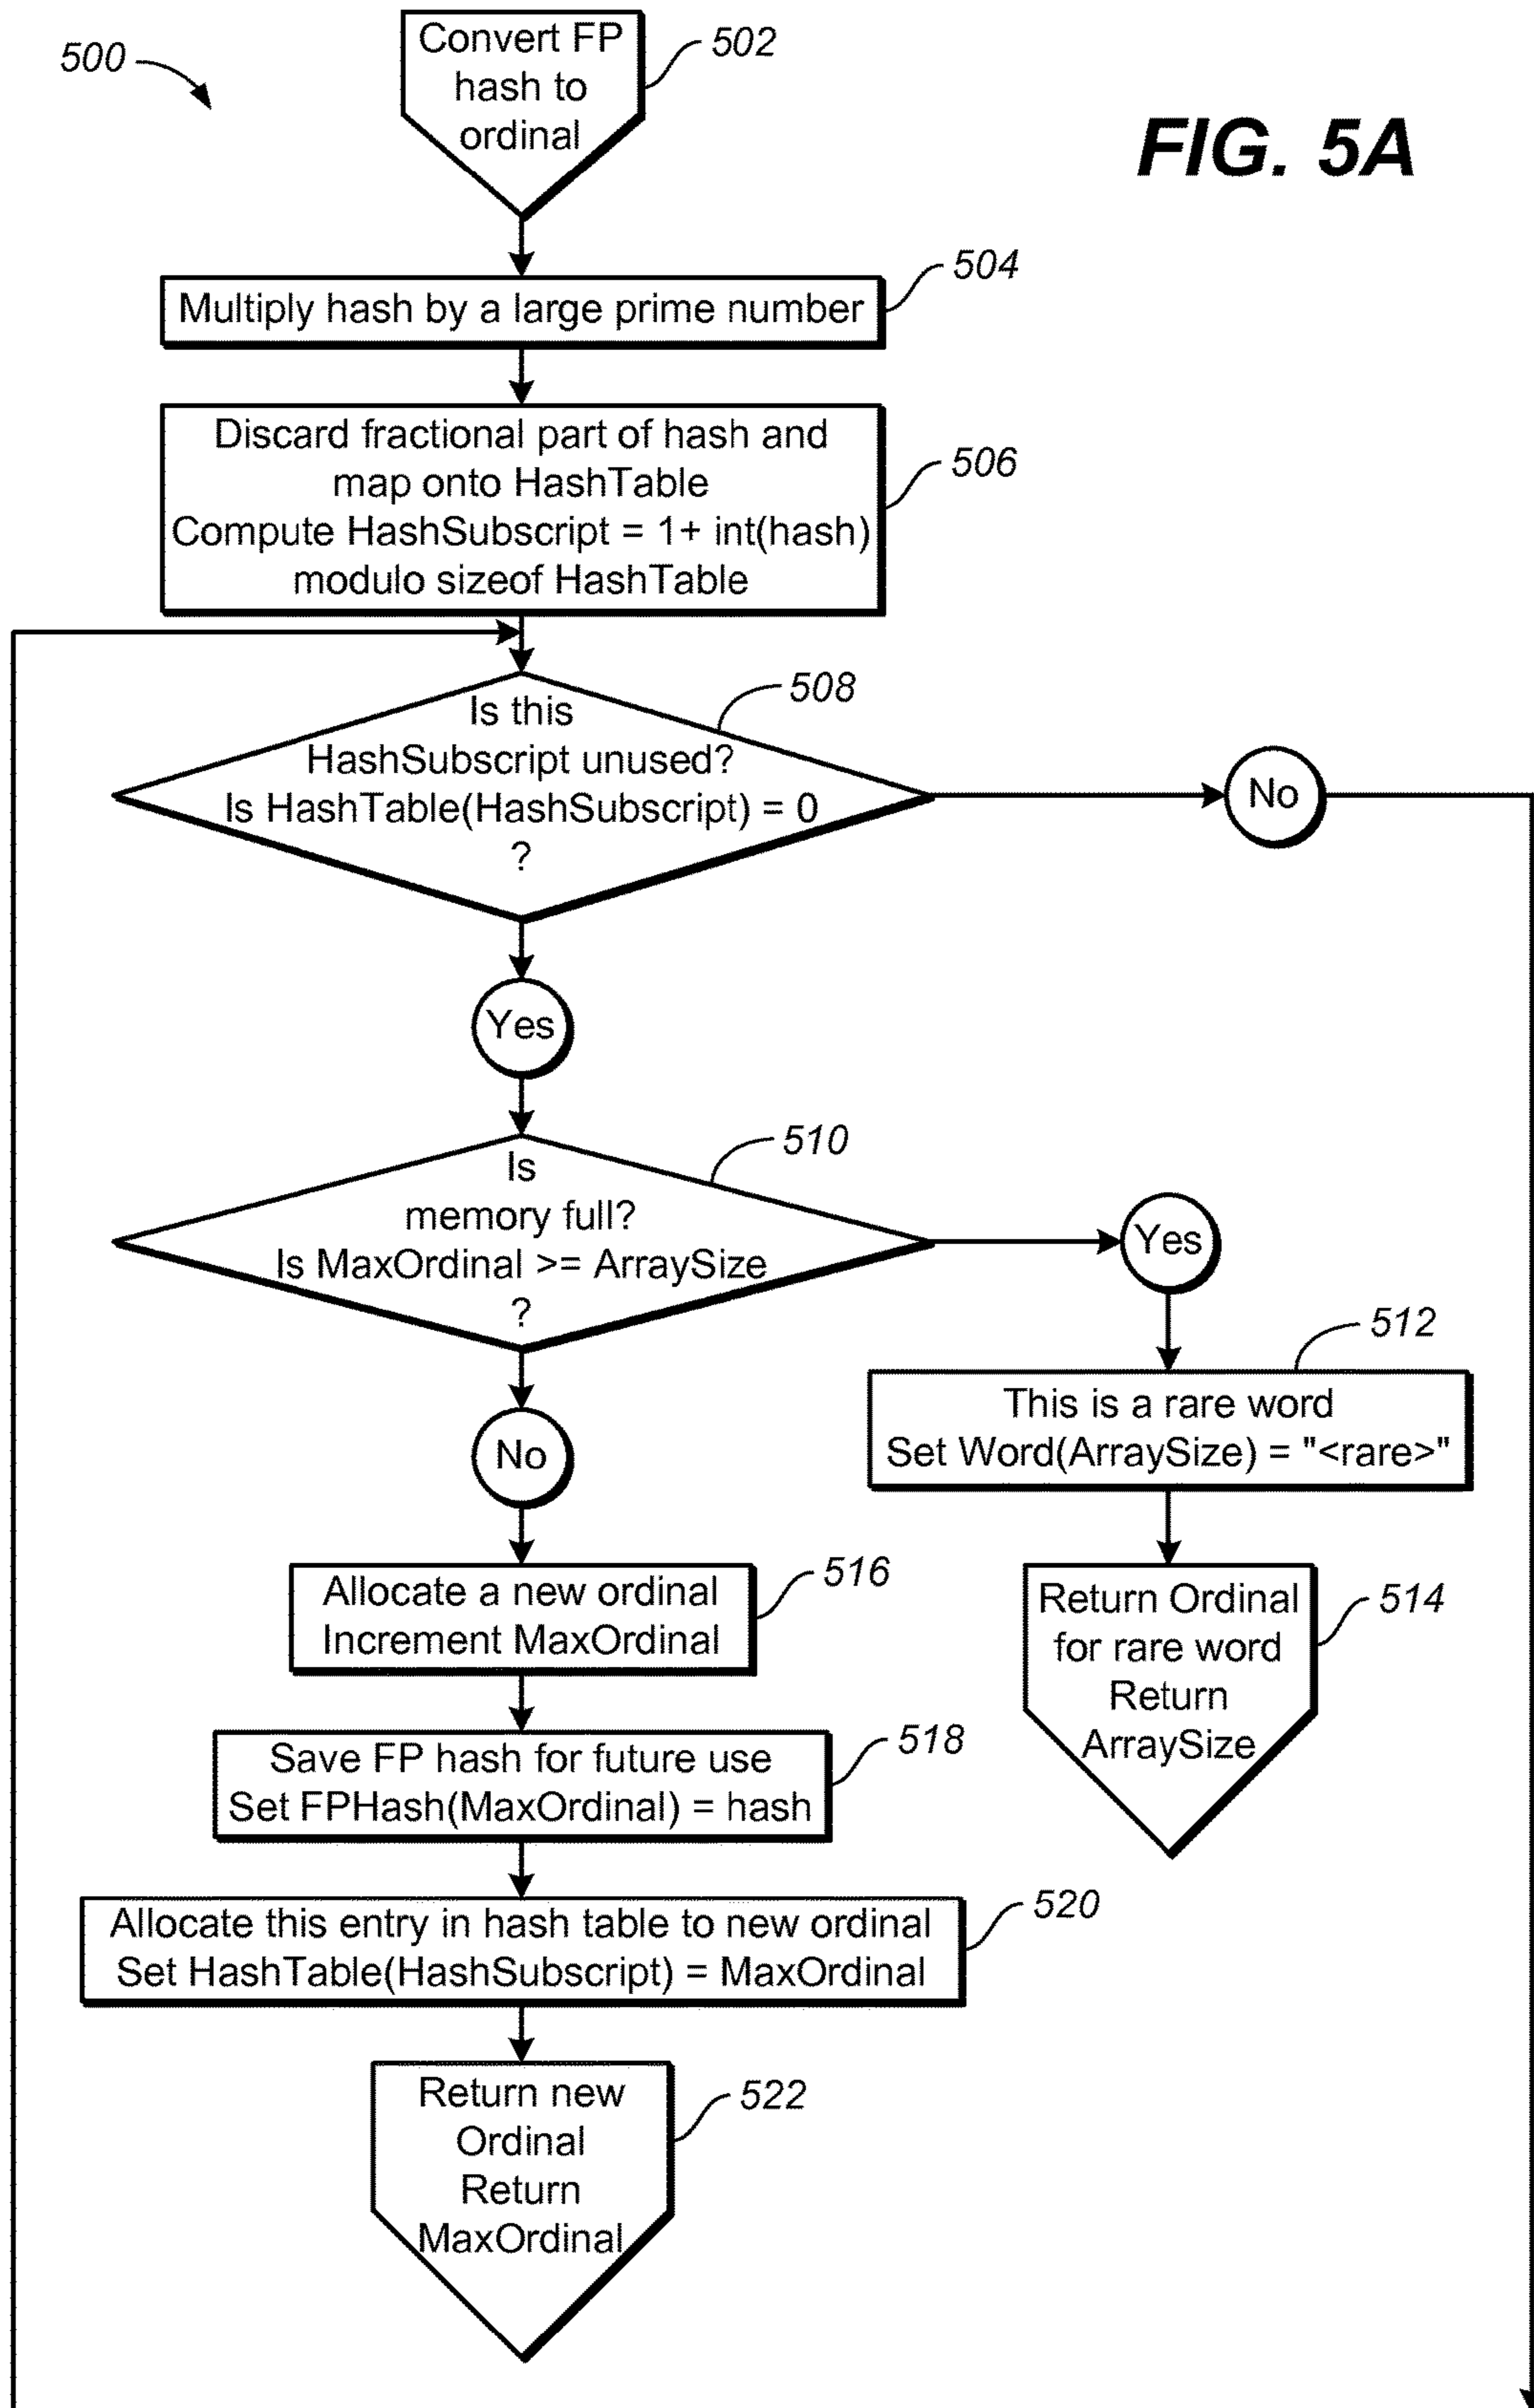 500
Convert FP
hash to
ordinal
502
FIG. 5A
504
Multiply hash by a large prime number
Discard fractional part of hash and
map onto HashTable
Compute HashSubscript = 1+ int(hash)
modulo sizeof HashTable
506
508
Is this
HashSubscript unused?
Is HashTable(HashSubscript) = 0
?
No
Yes
510
Is
memory full?
Is MaxOrdinal >= ArraySize
?
Yes
512
This is a rare word
Set Word(ArraySize) = "<rare>"
No
Return Ordinal
for rare word
Return
ArraySize
514
Allocate a new ordinal
Increment MaxOrdinal
516
Save FP hash for future use
Set FPHash(MaxOrdinal) = hash
518
Allocate this entry in hash table to new ordinal
Set HashTable(HashSubscript) = MaxOrdinal
520
Return new
Ordinal
Return
MaxOrdinal
522